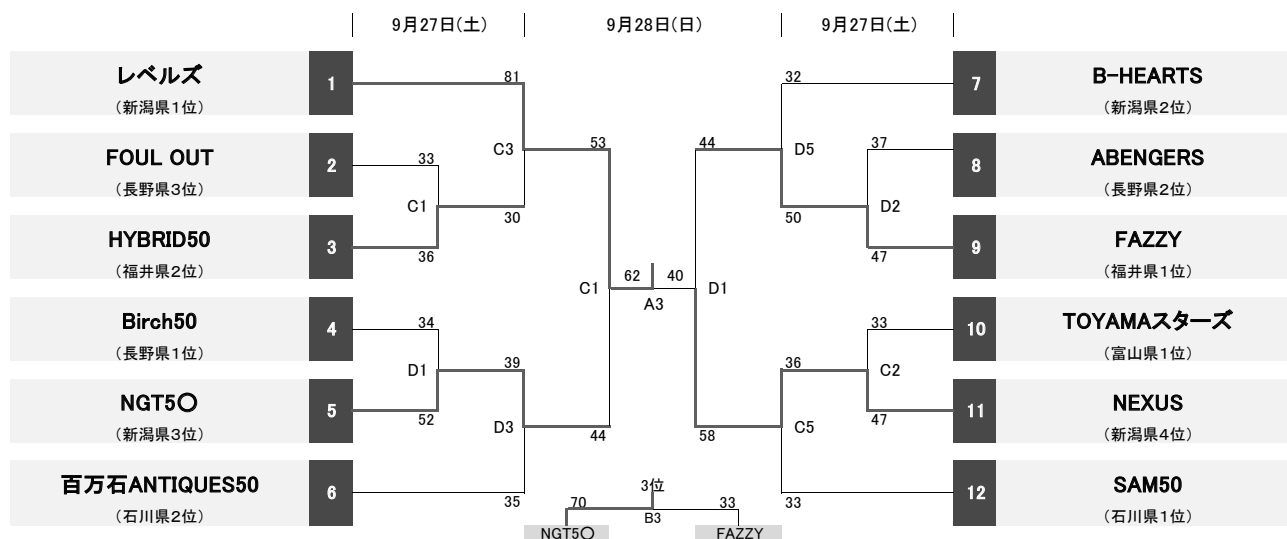 9月27日(土)
9月28日(日)
9月27日(土)
レベルズ
(新潟県1位)
1
81
32
7
B-HEARTS
(新潟県2位)
FOUL OUT
(長野県3位)
2
33
C3
53
44
D5
37
8
ABENGERS
(長野県2位)
C1
30
50
D2
HYBRID50
(福井県2位)
3
36
47
9
FAZZY
(福井県1位)
C1
62
40
D1
A3
Birch50
(長野県1位)
4
34
33
10
TOYAMAスターズ
(富山県1位)
D1
39
36
C2
NGT5〇
(新潟県3位)
5
52
D3
44
58
C5
47
11
NEXUS
(新潟県4位)
百万石ANTIQUES50
(石川県2位)
6
35
3位
70
33
B3
33
12
SAM50
(石川県1位)
NGT5〇
FAZZY